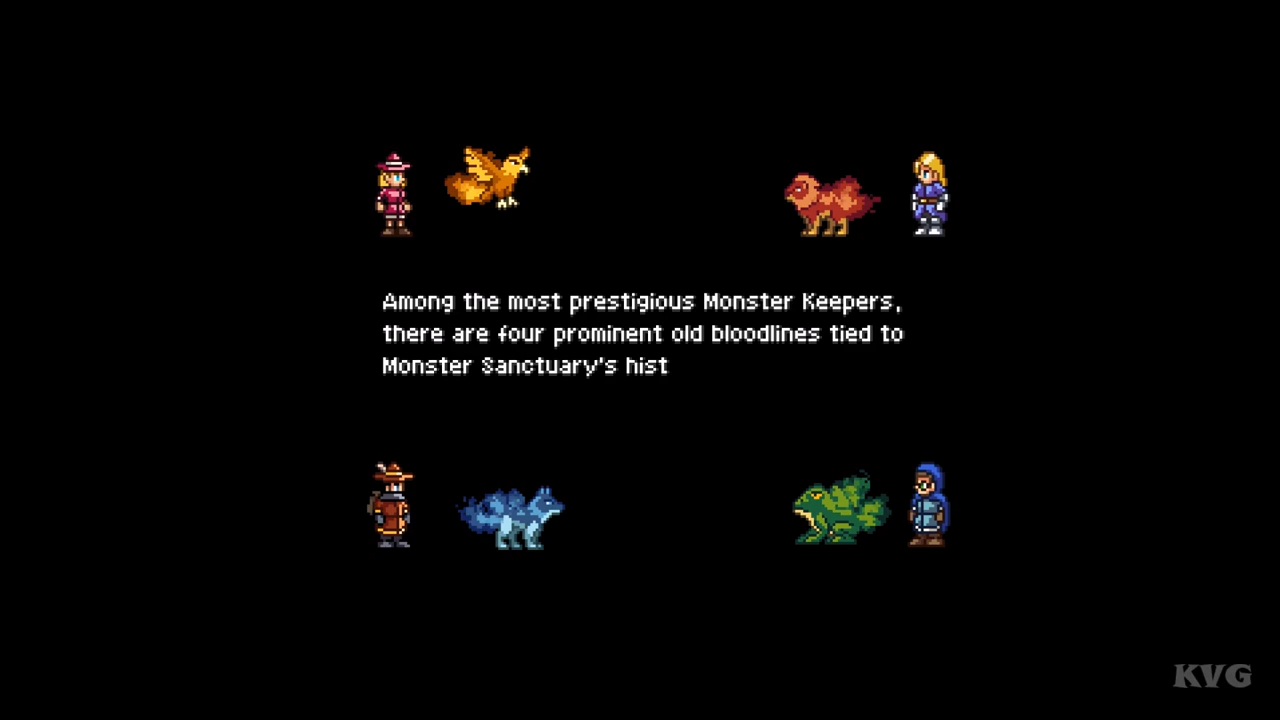 Among the most prestigious Monster Keepers,
there are four prominent old bloodlines tied to
Monster Sanctuary's hist
KVG